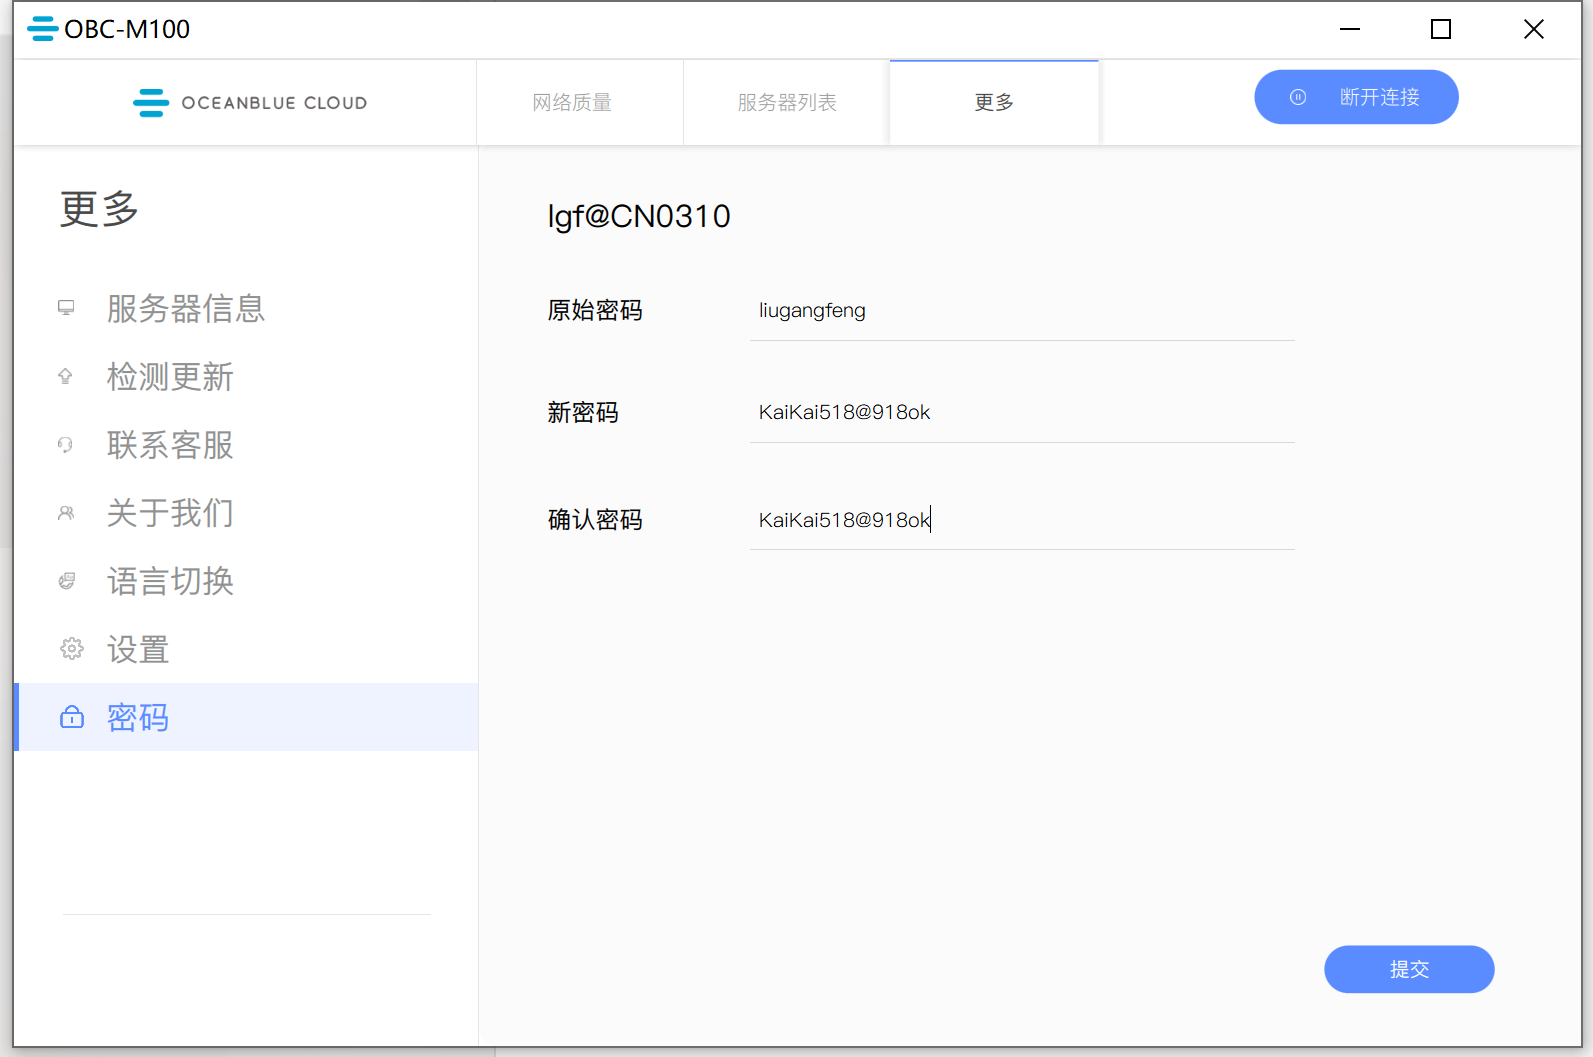 OBC-M100
OCEANBLUE CLOUD
网络质量
服务器列表
更多
断开连接
更多
服务器信息
检测更新
联系客服
关于我们
语言切换
设置
密码
lgf@CN0310
原始密码
liugangfeng
新密码
KaiKai518@918ok
确认密码
KaiKai518@918ok
提交